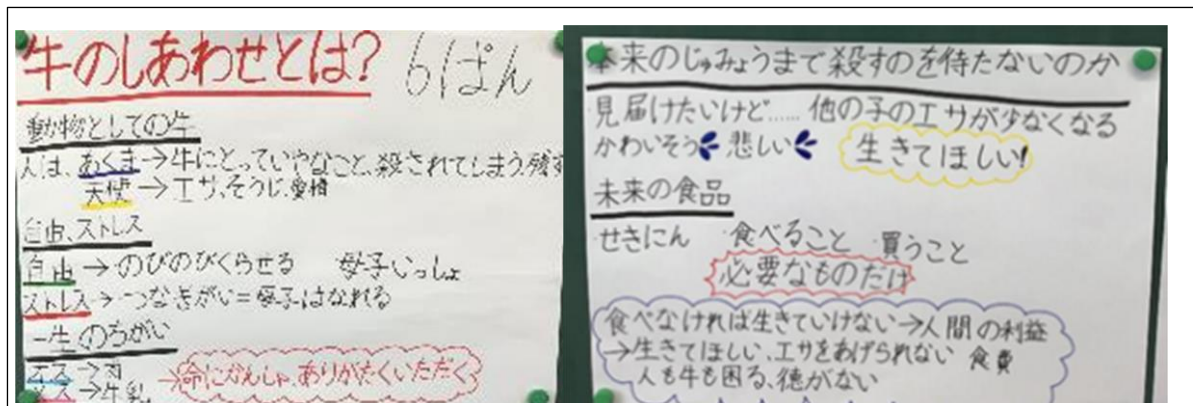 牛のしあわせとは? 6ぱん
動物としての牛
人は、あくま→牛にとっていやなこと、殺されてしまう残す
天使→エサ、そうじ、愛情
自由、ストレス
自由→のびのびくらせる 母子いっしょ
ストレス→つなぎがい=母子はなれる
一生のちがい
オス→肉
メス→牛乳
→命にかんしゃ、ありがたくいただく
本来のじゅみょうまで殺すのを待たないのか
見届けたいけど……他の子のエサが少なくなる
かわいそう 悲しい 生きてほしい!
未来の食品
せきにん ・食べること ・買うこと
必要なものだけ
食べなければ生きていけない→人間の利益
→生きてほしい、エサをあげられない 食費
人も牛も困る、徳がない